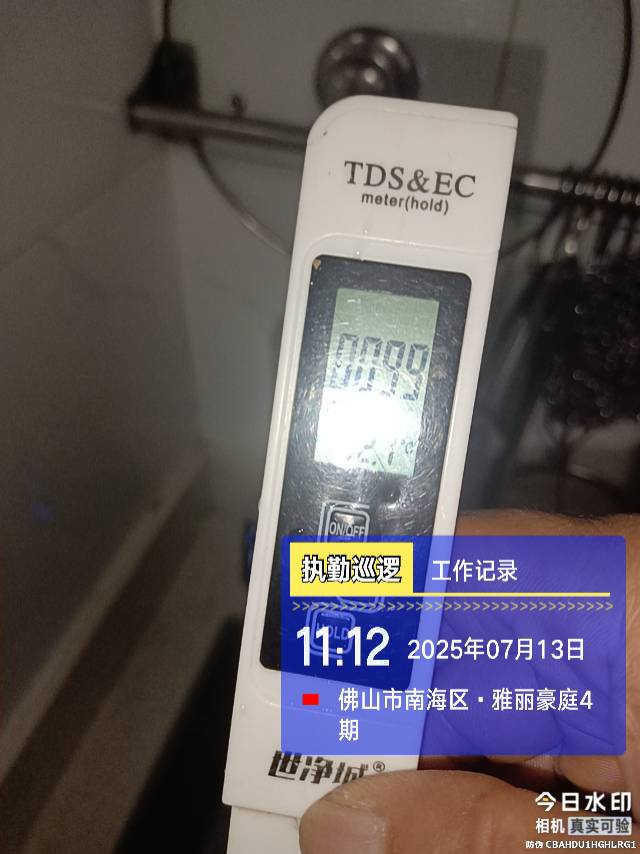 TDS&EC
meter(hold)
0099
ON/OFF
HOLD
执勤巡逻 工作记录
11:12 2025年07月13日
佛山市南海区·雅丽豪庭4
期
世净城®
今日水印
相机 真实可验
防伪 CBAHDU1HGHLRG1